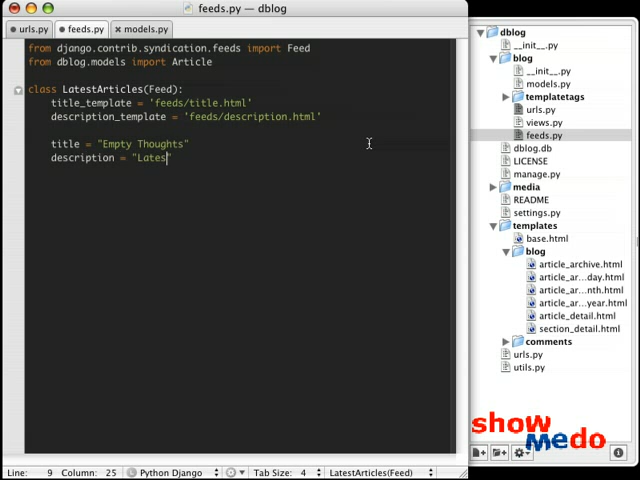 feeds.py — dblog
urls.py
feeds.py
models.py
from django.contrib.syndication.feeds import Feed
from dblog.models import Article
class LatestArticles(Feed):
title_template = 'feeds/title.html'
description_template = 'feeds/description.html'
title = "Empty Thoughts"
description = "Lates"
Line: 9 Column: 25 Python Django Tab Size: 4 LatestArticles(Feed)
dblog
__init__.py
blog
__init__.py
models.py
templatetags
urls.py
views.py
feeds.py
dblog.db
LICENSE
manage.py
media
README
settings.py
templates
base.html
blog
article_archive.html
article_ar...day.html
article_ar...nth.html
article_ar...year.html
article_detail.html
section_detail.html
comments
urls.py
utils.py
show
medo